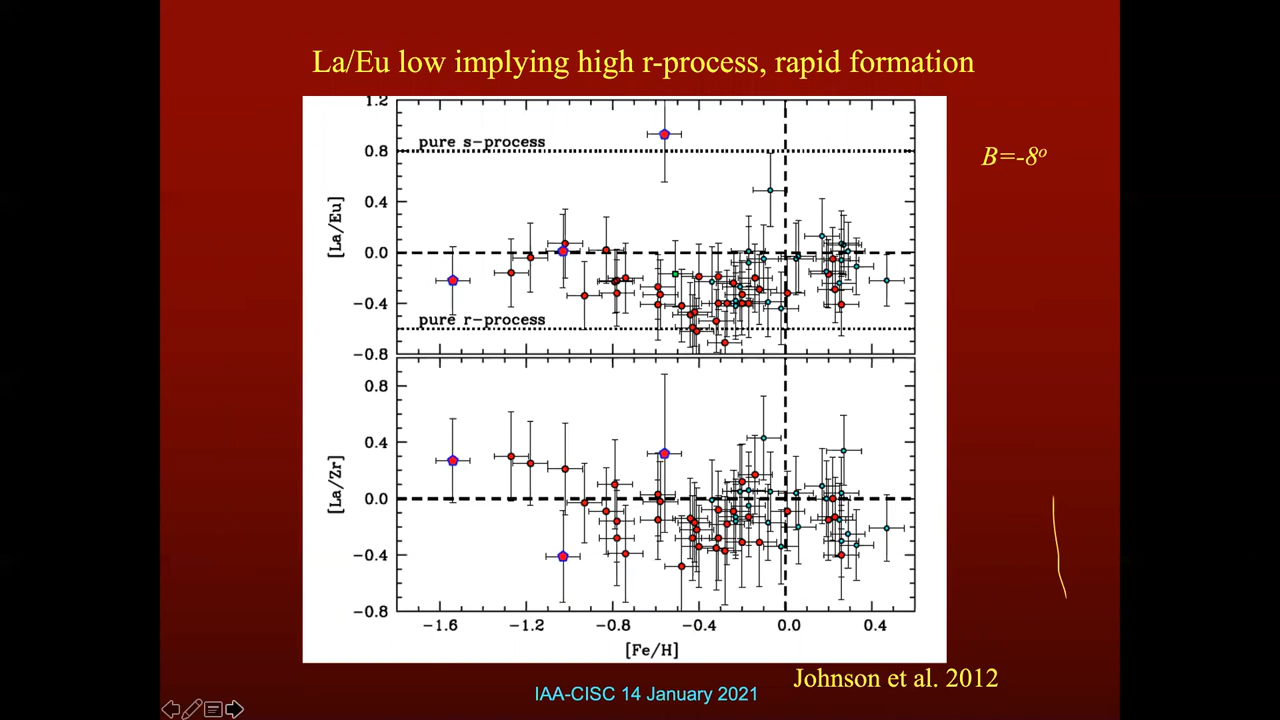 La/Eu low implying high r-process, rapid formation
B=-8º
1.2
pure s-process
0.8
0.4
[La/Eu]
0.0
-0.4
pure r-process
-0.8
0.8
0.4
[La/Zr]
0.0
-0.4
-0.8
-1.6 -1.2 -0.8 -0.4 0.0 0.4
[Fe/H]
Johnson et al. 2012
IAA-CISC 14 January 2021